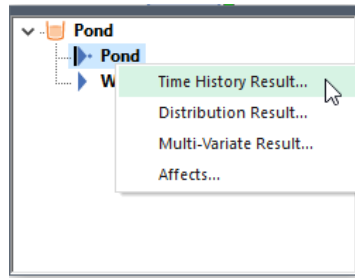 Pond
Pond
W
Time History Result...
Distribution Result...
Multi-Variate Result...
Affects...